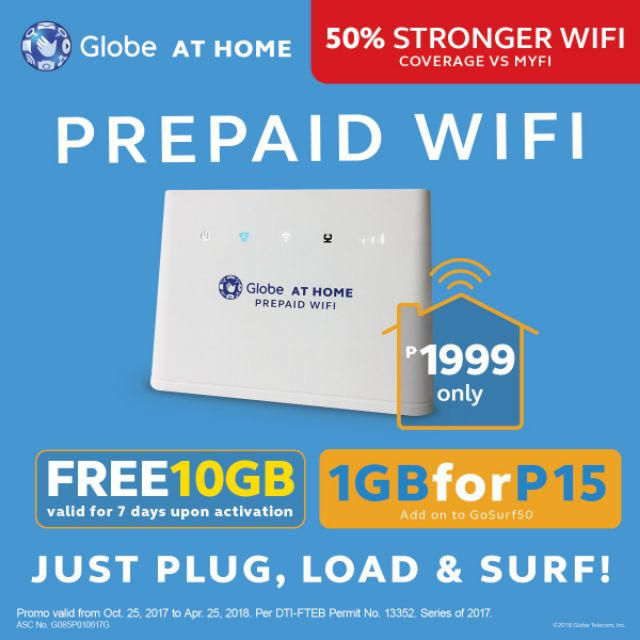 Globe AT HOME
50% STRONGER WIFI
COVERAGE VS MYFI
PREPAID WIFI
Globe AT HOME
PREPAID WIFI
₱1999
only
FREE10GB
valid for 7 days upon activation
1GBforP15
Add on to GoSurf50
JUST PLUG, LOAD & SURF!
Promo valid from Oct. 25, 2017 to Apr. 25, 2018. Per DTI-FTEB Permit No. 13352. Series of 2017.
ASC No. G085P010617G
©2018 Globe Telecom, Inc.